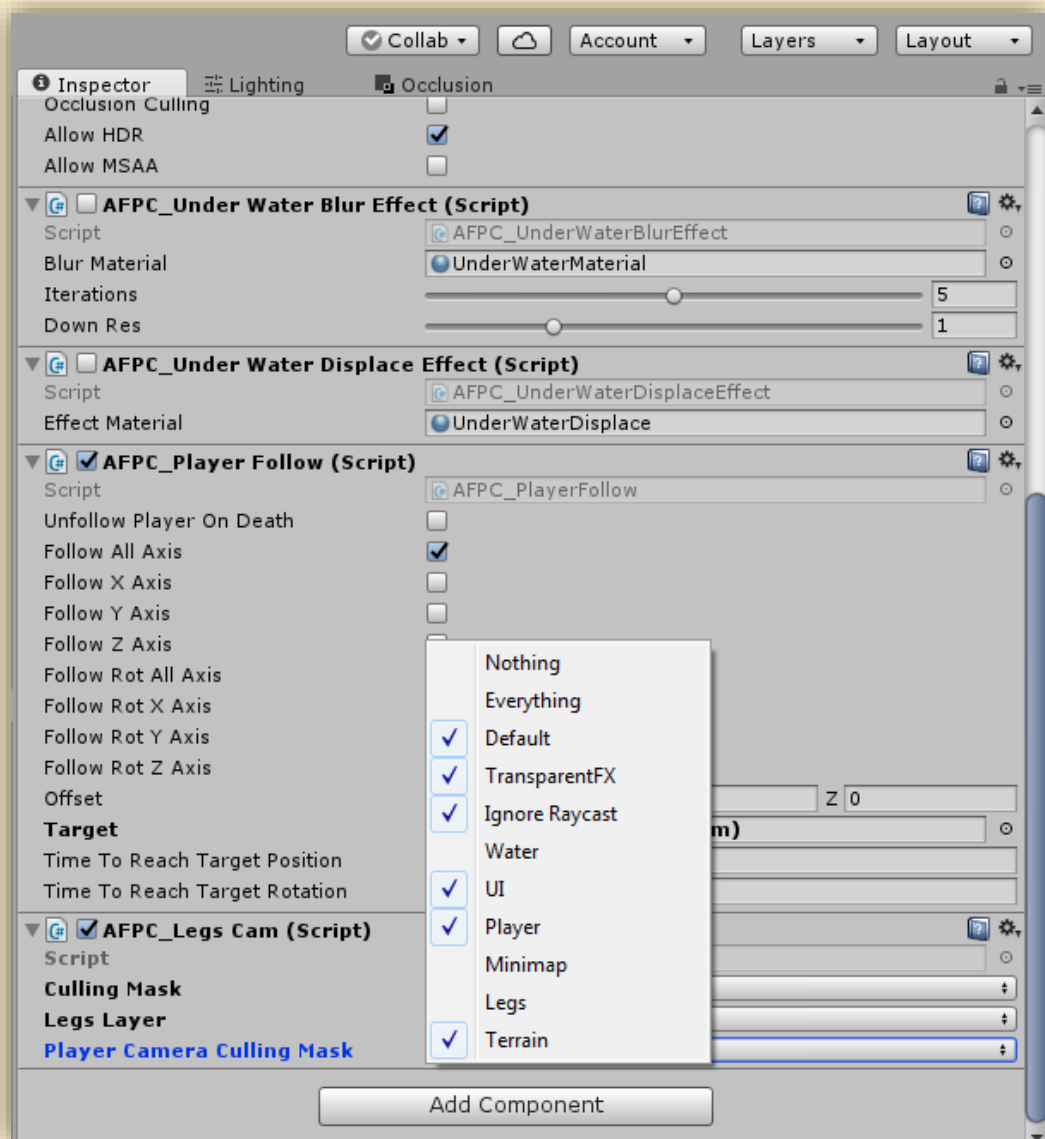 Collab Account Layers Layout
Inspector Lighting Occlusion
Occlusion Culling
Allow HDR
Allow MSAA
AFPC_Under Water Blur Effect (Script)
Script AFPC_UnderWaterBlurEffect
Blur Material UnderWaterMaterial
Iterations 5
Down Res 1
AFPC_Under Water Displace Effect (Script)
Script AFPC_UnderWaterDisplaceEffect
Effect Material UnderWaterDisplace
AFPC_Player Follow (Script)
Script AFPC_PlayerFollow
Unfollow Player On Death
Follow All Axis
Follow X Axis
Follow Y Axis
Follow Z Axis
Follow Rot All Axis
Follow Rot X Axis
Follow Rot Y Axis
Follow Rot Z Axis
Offset Z 0
Target m)
Time To Reach Target Position
Time To Reach Target Rotation
AFPC_Legs Cam (Script)
Script
Culling Mask
Legs Layer
Player Camera Culling Mask
Nothing
Everything
Default
TransparentFX
Ignore Raycast
Water
UI
Player
Minimap
Legs
Terrain
Add Component